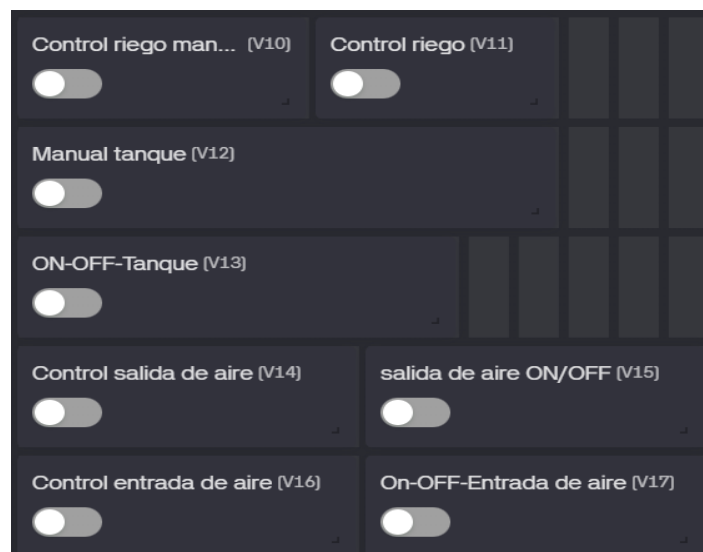 Control riego man... (V10)
Control riego (V11)
Manual tanque (V12)
ON-OFF-Tanque (V13)
Control salida de aire (V14)
salida de aire ON/OFF (V15)
Control entrada de aire (V16)
On-OFF-Entrada de aire (V17)